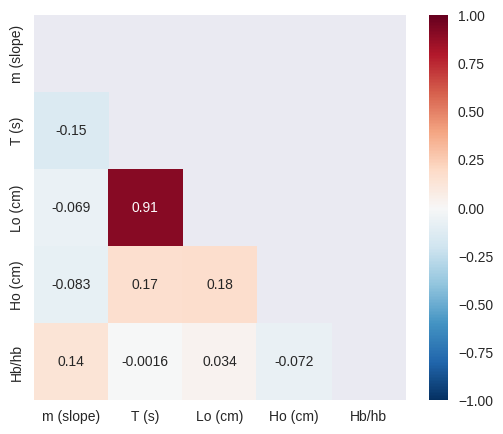 m (slope)
T (s)
-0.15
Lo (cm)
-0.069 0.91
Ho (cm)
-0.083 0.17 0.18
Hb/hb
0.14 -0.0016 0.034 -0.072
m (slope) T (s) Lo (cm) Ho (cm) Hb/hb
1.00
0.75
0.50
0.25
0.00
−0.25
−0.50
−0.75
−1.00